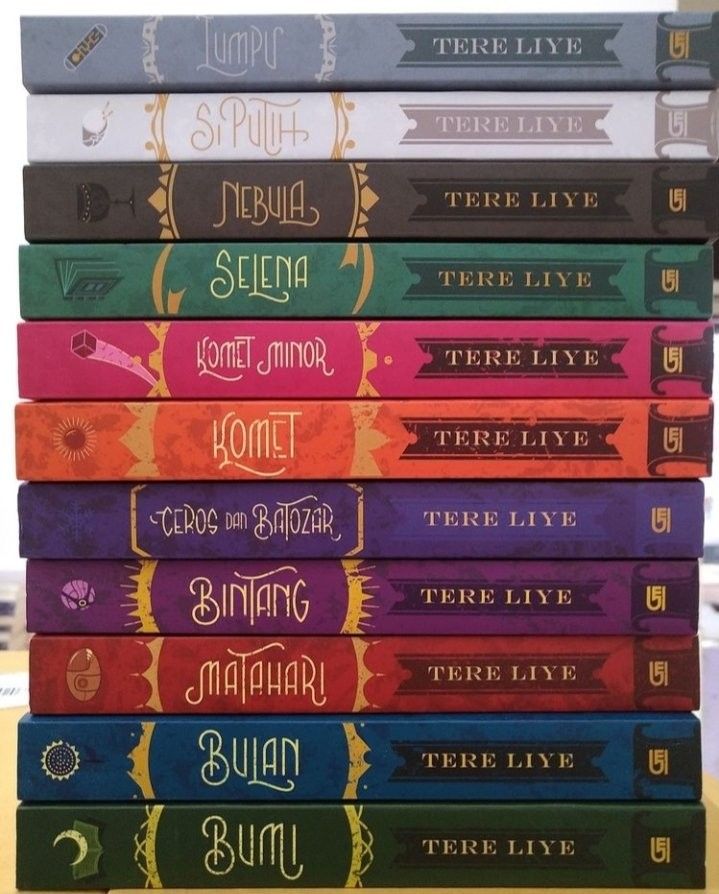 LUMPU TERE LIYE
SI PUTIH TERE LIYE
NEBULA TERE LIYE
SELENA TERE LIYE
KOMET MINOR TERE LIYE
KOMET TERE LIYE
CEROS DAN BATOZAR TERE LIYE
BINTANG TERE LIYE
MATAHARI TERE LIYE
BULAN TERE LIYE
BUMI TERE LIYE